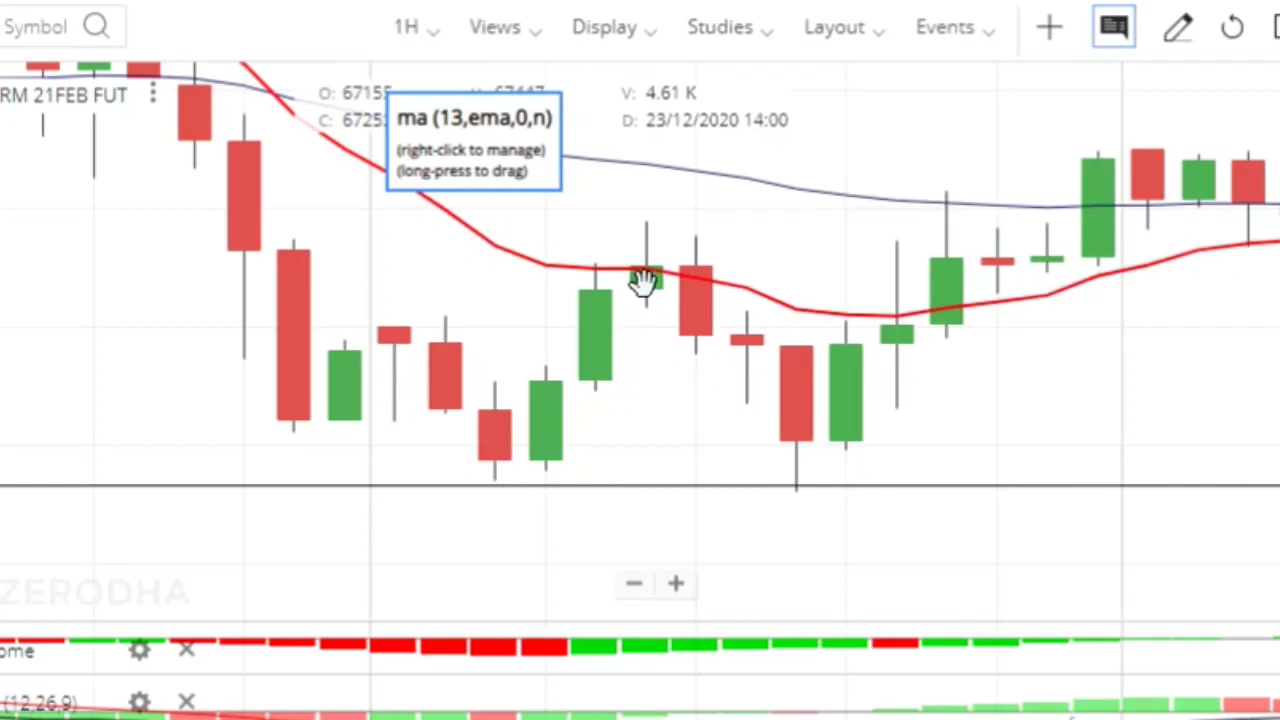 Symbol
1H Views Display Studies Layout Events
RM 21FEB FUT
O: 67155 V: 4.61 K
C: 6725 D: 23/12/2020 14:00
ma (13,ema,0,n)
(right-click to manage)
(long-press to drag)
ZERODHA
ome
(12,26,9)